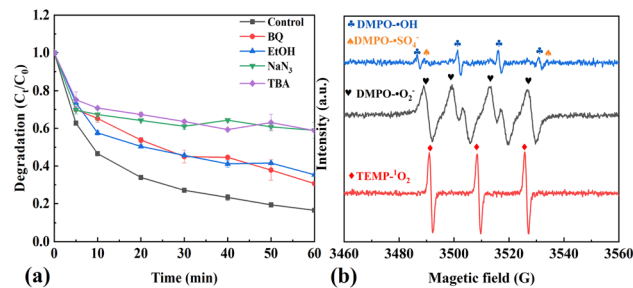 Degradation (C_t/C_0)
1.2
1.0
0.8
0.6
0.4
0.2
0.0
Control
BQ
EtOH
NaN₃
TBA
0 10 20 30 40 50 60
Time (min)
(a)
Intensity (a.u.)
♣ DMPO-•OH
♠ DMPO-•SO₄⁻
♥ DMPO-•O₂⁻
♦ TEMP-¹O₂
3460 3480 3500 3520 3540 3560
Magetic field (G)
(b)